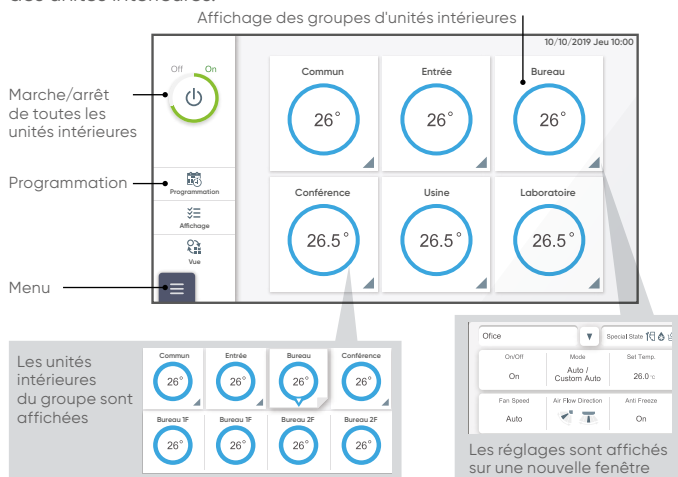 des unités intérieures.
Affichage des groupes d'unités intérieures
10/10/2019 Jeu 10:00
Off On
Commun Entrée Bureau
26° 26° 26°
Marche/arrêt
de toutes les
unités intérieures
Programmation
Programmation
Affichage
Vue
Menu
Conférence Usine Laboratoire
26.5° 26.5° 26.5°
Les unités
intérieures
du groupe sont
affichées
Commun Entrée Bureau Conférence
26° 26° 26° 26°
Bureau 1F Bureau 1F Bureau 2F Bureau 2F
26° 26° 26° 26°
Ofice Special State
On/Off Mode Set Temp.
On Auto / Custom Auto 26.0 °C
Fan Speed Air Flow Direction Anti Freeze
Auto On
Les réglages sont affichés
sur une nouvelle fenêtre